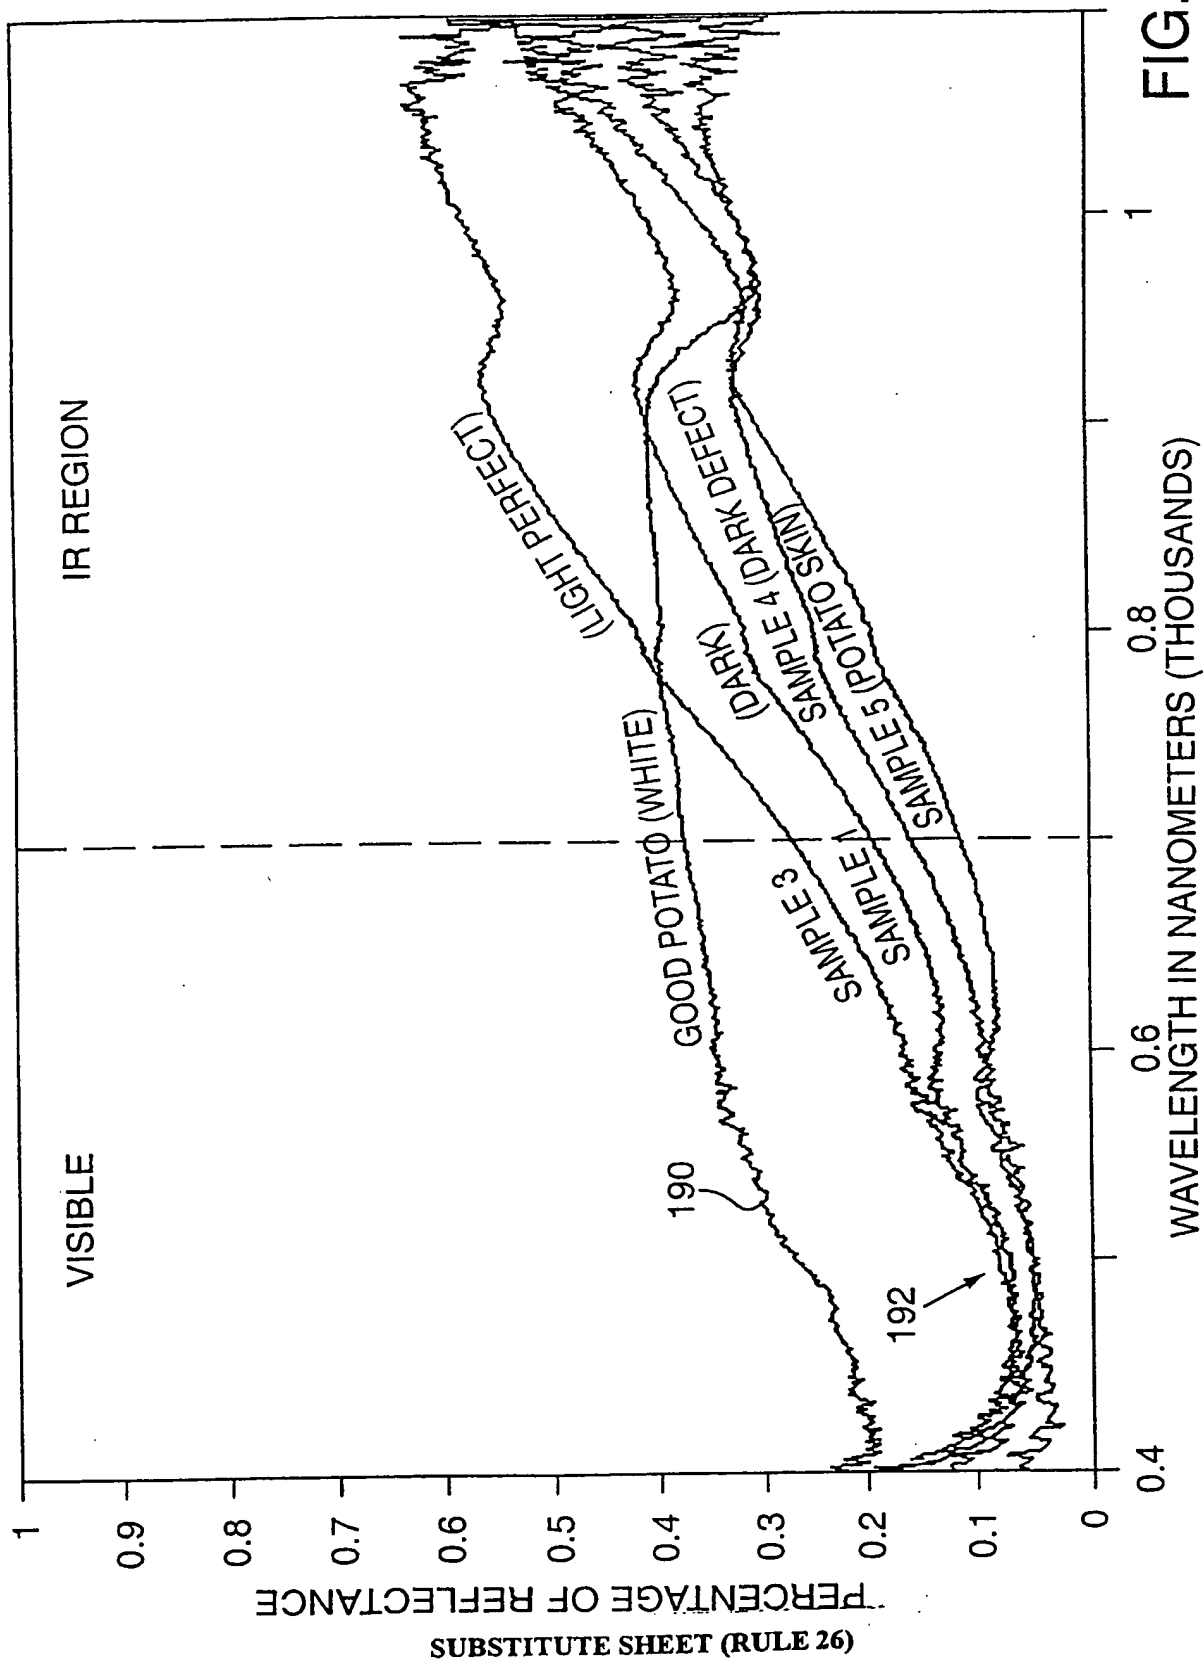 FIG.
VISIBLE
IR REGION
PERCENTAGE OF REFLECTANCE
1
0.9
0.8
0.7
0.6
0.5
0.4
0.3
0.2
0.1
0
(LIGHT PERFECT)
GOOD POTATO (WHITE)
190
SAMPLE 3
(DARK)
SAMPLE 1
SAMPLE 4 (DARK DEFECT)
SAMPLE 5 (POTATO SKIN)
192
0.4
0.6
0.8
1
WAVELENGTH IN NANOMETERS (THOUSANDS)
SUBSTITUTE SHEET (RULE 26)